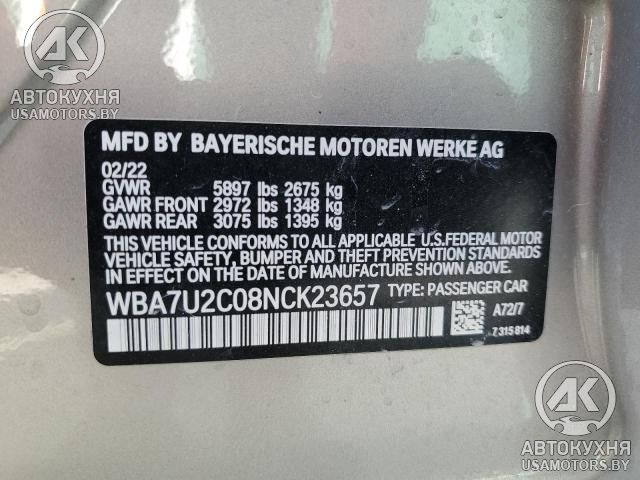 AK
АВТОКУХНЯ
USAMOTORS.BY
MFD BY BAYERISCHE MOTOREN WERKE AG
02/22
GVWR 5897 lbs 2675 kg
GAWR FRONT 2972 lbs 1348 kg
GAWR REAR 3075 lbs 1395 kg
THIS VEHICLE CONFORMS TO ALL APPLICABLE U.S.FEDERAL MOTOR
VEHICLE SAFETY, BUMPER AND THEFT PREVENTION STANDARDS
IN EFFECT ON THE DATE OF MANUFACTURE SHOWN ABOVE.
WBA7U2C08NCK23657 TYPE: PASSENGER CAR
A72/7
7315814
AK
АВТОКУХНЯ
USAMOTORS.BY